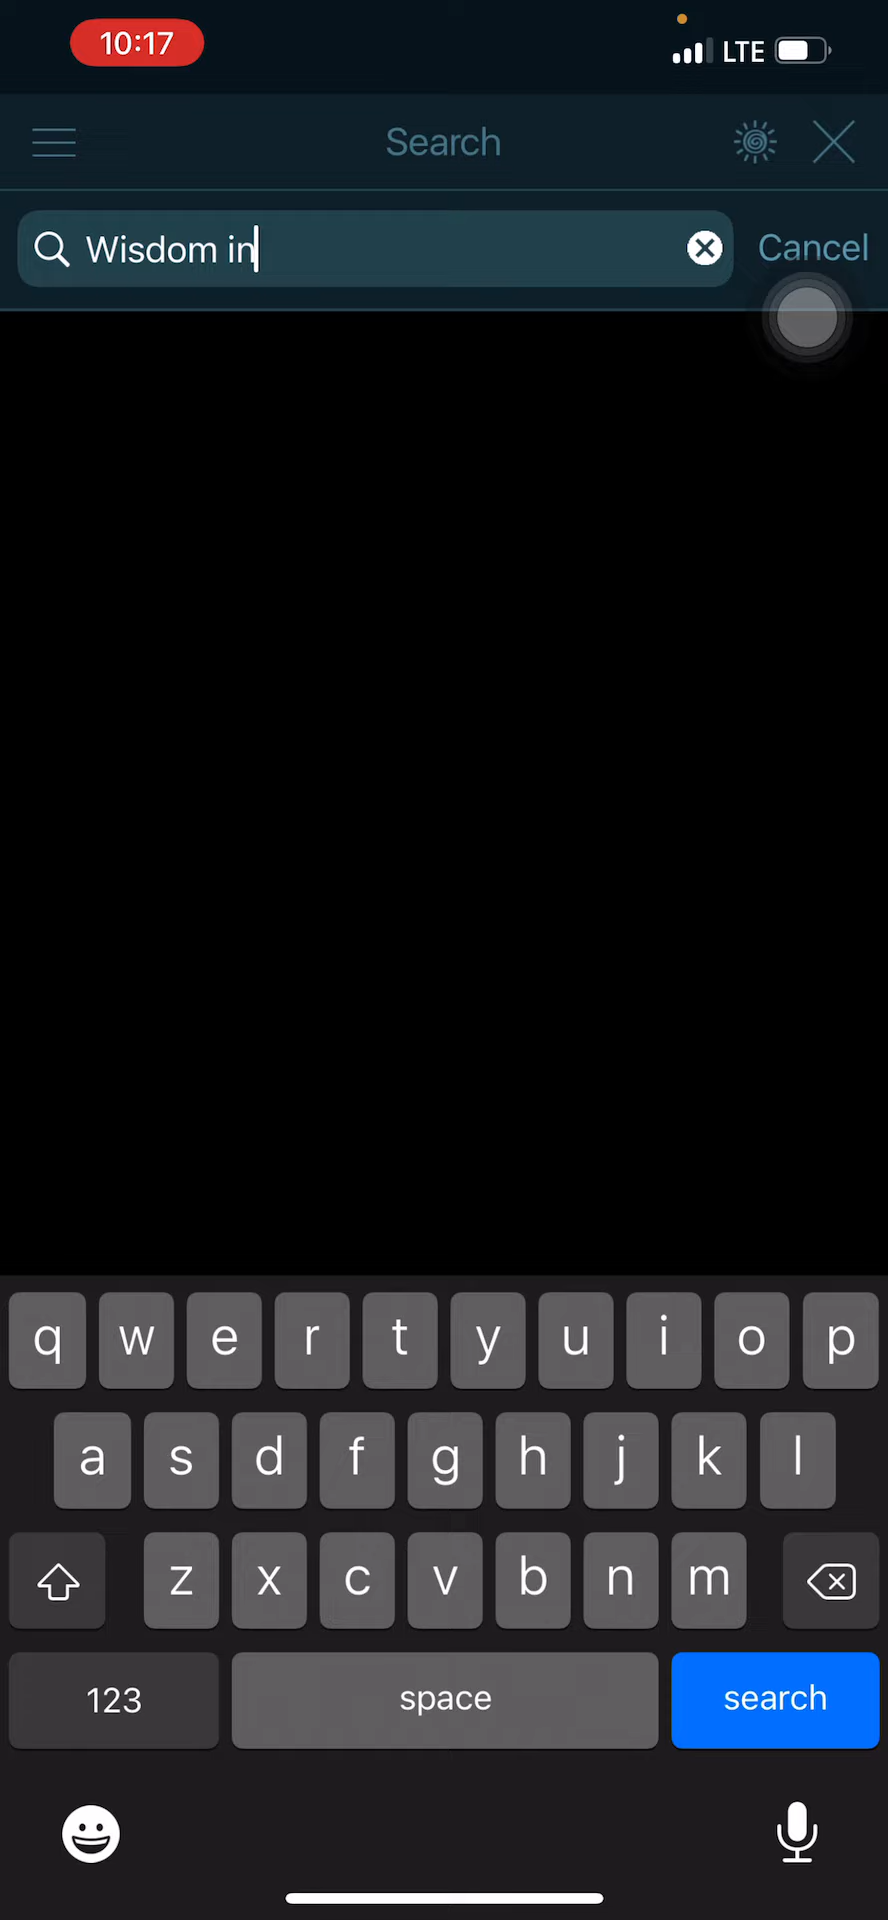 10:17
LTE
Search
Wisdom in
Cancel
q w e r t y u i o p
a s d f g h j k l
z x c v b n m
123 space search